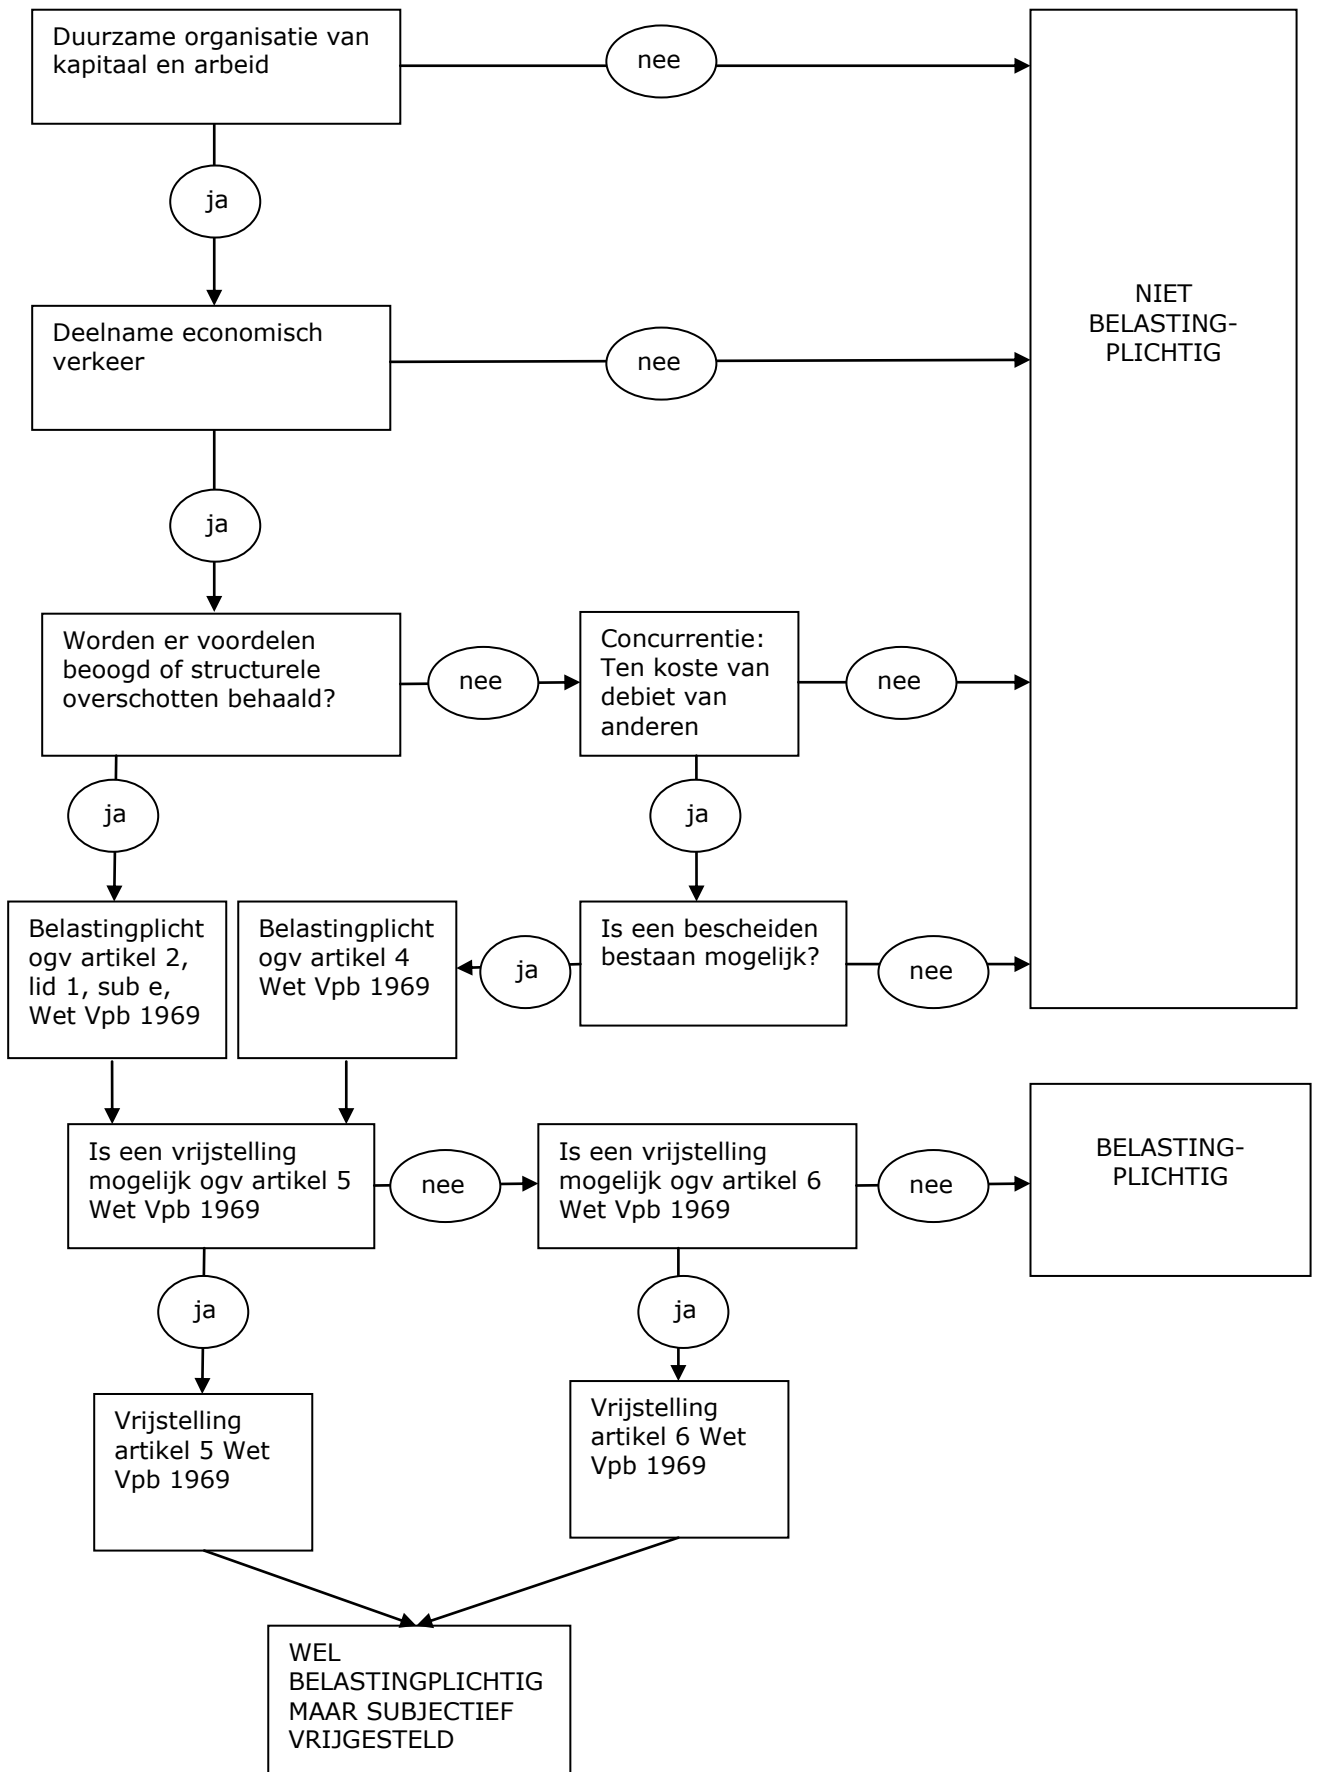 Duurzame organisatie van
kapitaal en arbeid
nee
ja
NIET
BELASTING-
PLICHTIG
Deelname economisch
verkeer
nee
ja
Worden er voordelen
beoogd of structurele
overschotten behaald?
nee
Concurrentie:
Ten koste van
debiet van
anderen
nee
ja
ja
Belastingplicht
ogv artikel 2,
lid 1, sub e,
Wet Vpb 1969
Belastingplicht
ogv artikel 4
Wet Vpb 1969
ja
Is een bescheiden
bestaan mogelijk?
nee
Is een vrijstelling
mogelijk ogv artikel 5
Wet Vpb 1969
nee
Is een vrijstelling
mogelijk ogv artikel 6
Wet Vpb 1969
nee
BELASTING-
PLICHTIG
ja
ja
Vrijstelling
artikel 5 Wet
Vpb 1969
Vrijstelling
artikel 6 Wet
Vpb 1969
WEL
BELASTINGPLICHTIG
MAAR SUBJECTIEF
VRIJGESTELD